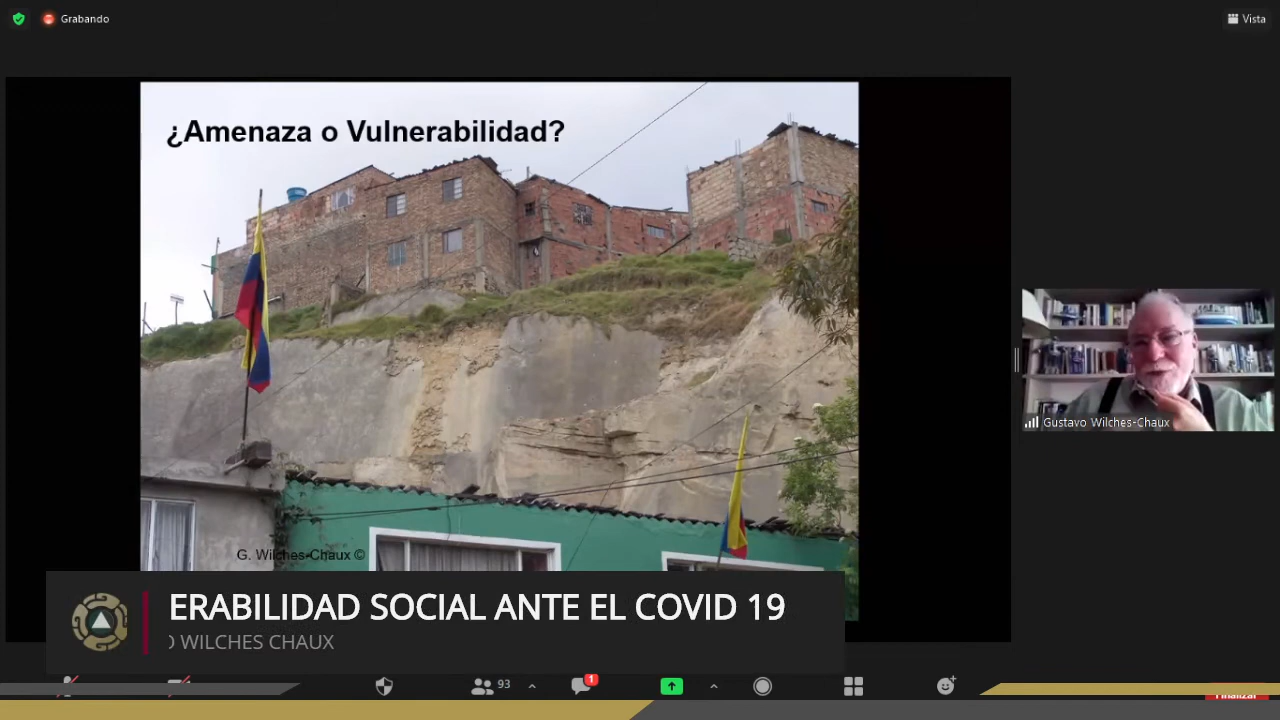 Grabando
Vista
¿Amenaza o Vulnerabilidad?
Gustavo Wilches-Chaux
G. Wilches-Chaux ©
ERABILIDAD SOCIAL ANTE EL COVID 19
O WILCHES CHAUX
93
1
Finalizar